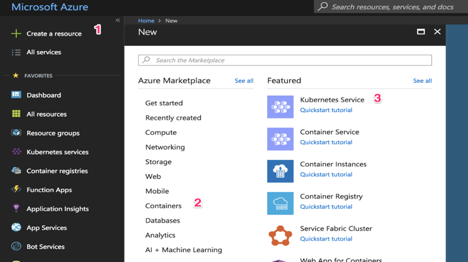 Microsoft Azure
Search resources, services, and docs
Create a resource
1
All services
FAVORITES
Dashboard
All resources
Resource groups
Kubernetes services
Container registries
Function Apps
Application Insights
App Services
Bot Services
Home > New
New
Search the Marketplace
Azure Marketplace
See all
Get started
Recently created
Compute
Networking
Storage
Web
Mobile
Containers
2
Databases
Analytics
AI + Machine Learning
Featured
See all
Kubernetes Service
3
Quickstart tutorial
Container Service
Quickstart tutorial
Container Instances
Quickstart tutorial
Container Registry
Quickstart tutorial
Service Fabric Cluster
Quickstart tutorial
Web App for Containers